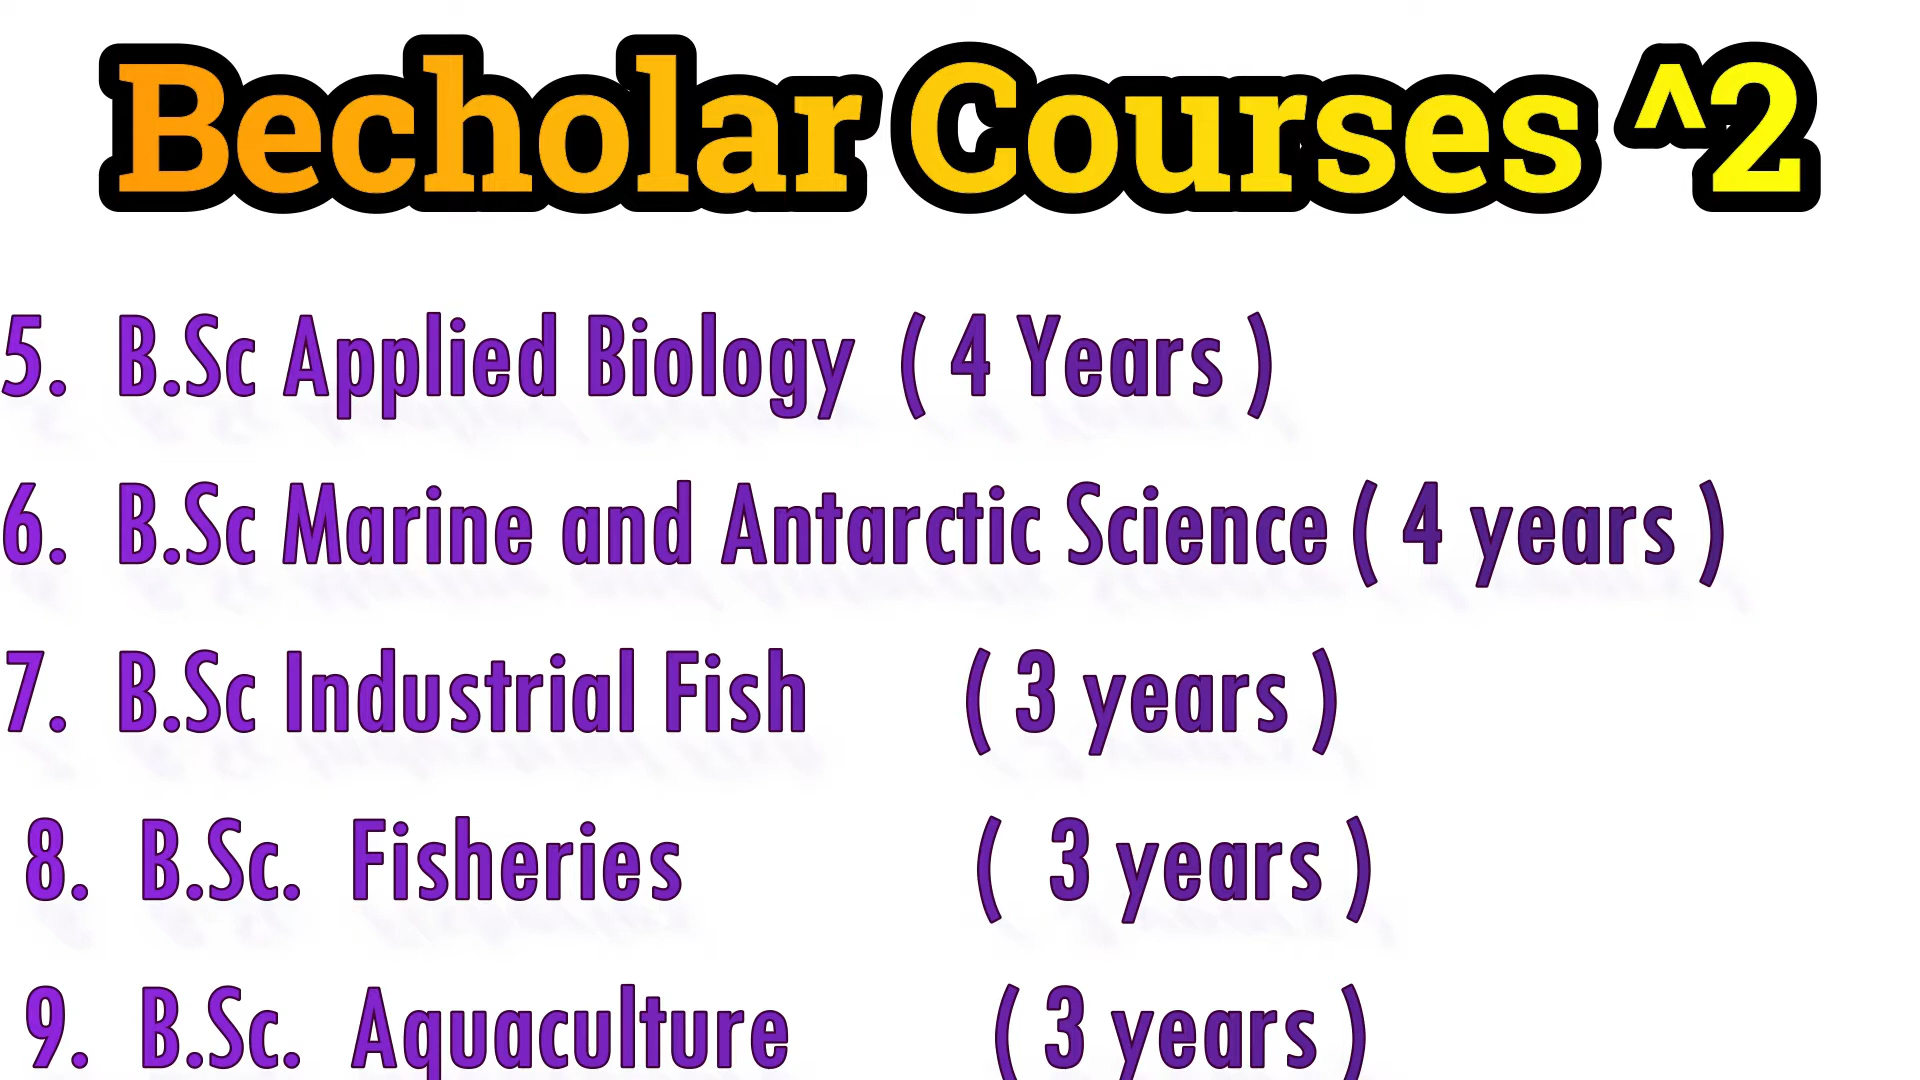 Becholar Courses ^2
5. B.Sc Applied Biology ( 4 Years )
6. B.Sc Marine and Antarctic Science ( 4 years )
7. B.Sc Industrial Fish ( 3 years )
8. B.Sc. Fisheries ( 3 years )
9. B.Sc. Aquaculture ( 3 years )